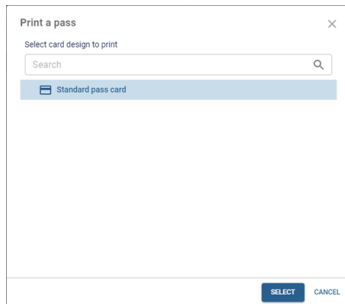 Print a pass
Select card design to print
Search
Standard pass card
SELECT CANCEL